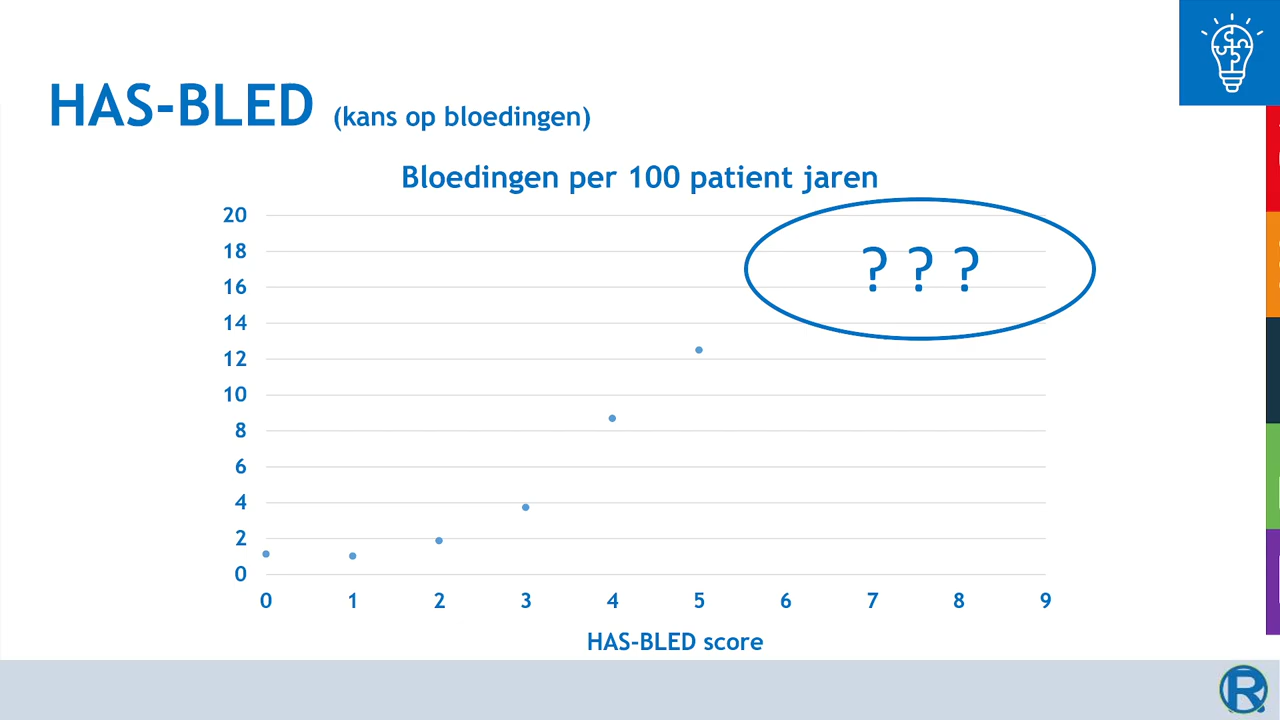 HAS-BLED (kans op bloedingen)
Bloedingen per 100 patient jaren
20
18
16
14
12
10
8
6
4
2
0
? ? ?
0 1 2 3 4 5 6 7 8 9
HAS-BLED score
R